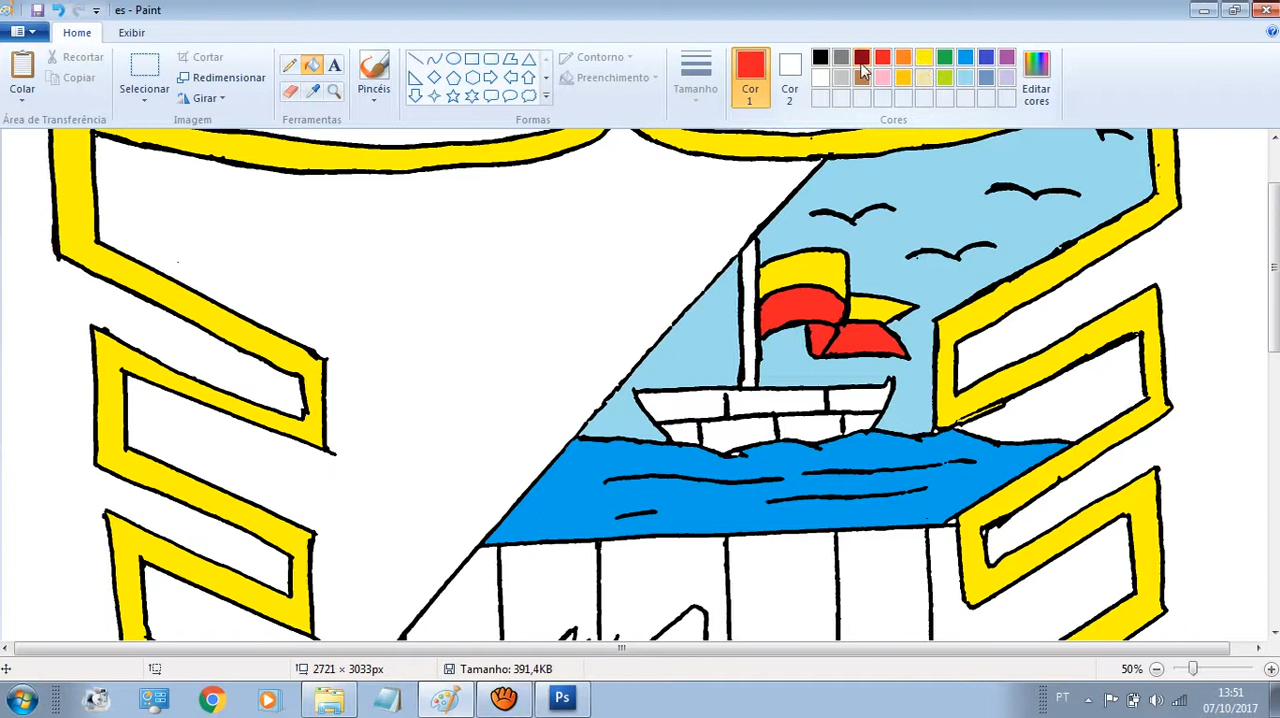 es - Paint
Home Exibir
Colar
Recortar
Copiar
Área de Transferência
Selecionar
Cortar
Redimensionar
Girar
Imagem
A
Ferramentas
Pincéis
Contorno
Preenchimento
Formas
Tamanho
Cor 1
Cor 2
Cores
Editar cores
2721 × 3033px
Tamanho: 391,4KB
50%
Ps
PT
13:51
07/10/2017